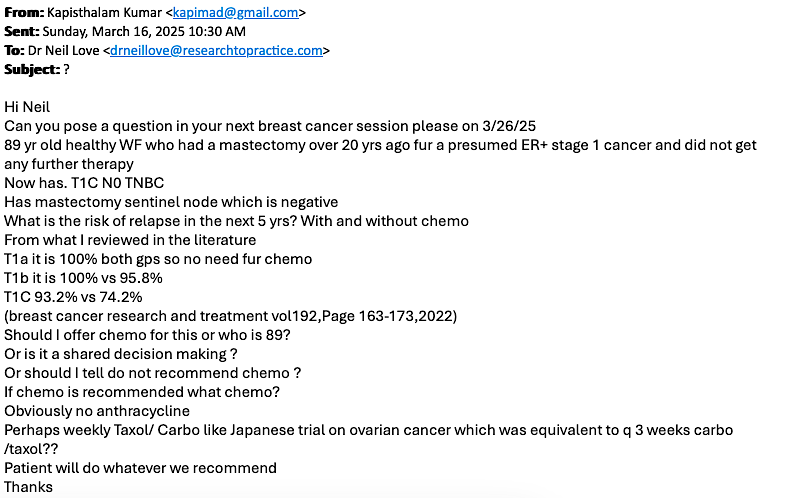 From: Kapisthalam Kumar <kapimad@gmail.com>
Sent: Sunday, March 16, 2025 10:30 AM
To: Dr Neil Love <drneillove@researchtopractice.com>
Subject: ?
Hi Neil
Can you pose a question in your next breast cancer session please on 3/26/25
89 yr old healthy WF who had a mastectomy over 20 yrs ago fur a presumed ER+ stage 1 cancer and did not get
any further therapy
Now has. T1C N0 TNBC
Has mastectomy sentinel node which is negative
What is the risk of relapse in the next 5 yrs? With and without chemo
From what I reviewed in the literature
T1a it is 100% both gps so no need fur chemo
T1b it is 100% vs 95.8%
T1C 93.2% vs 74.2%
(breast cancer research and treatment vol192,Page 163-173,2022)
Should I offer chemo for this or who is 89?
Or is it a shared decision making ?
Or should I tell do not recommend chemo ?
If chemo is recommended what chemo?
Obviously no anthracycline
Perhaps weekly Taxol/ Carbo like Japanese trial on ovarian cancer which was equivalent to q 3 weeks carbo
/taxol??
Patient will do whatever we recommend
Thanks